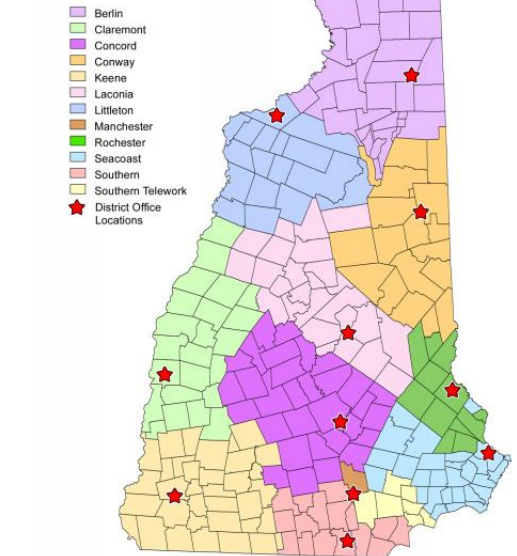 Berlin
Claremont
Concord
Conway
Keene
Laconia
Littleton
Manchester
Rochester
Seacoast
Southern
Southern Telework
District Office
Locations